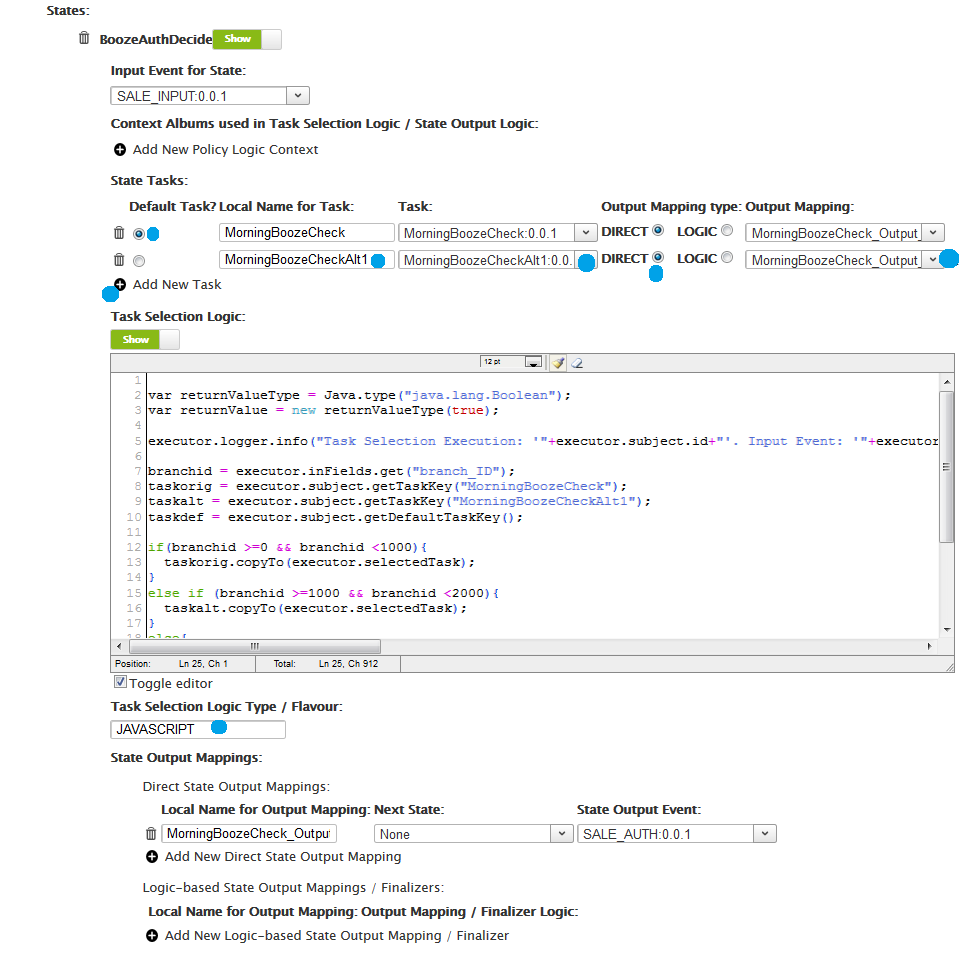 States:
BoozeAuthDecide Show
Input Event for State:
SALE_INPUT:0.0.1
Context Albums used in Task Selection Logic / State Output Logic:
Add New Policy Logic Context
State Tasks:
Default Task? Local Name for Task: Task: Output Mapping type: Output Mapping:
MorningBoozeCheck MorningBoozeCheck:0.0.1 DIRECT LOGIC MorningBoozeCheck_Output_
MorningBoozeCheckAlt1 MorningBoozeCheckAlt1:0.0. DIRECT LOGIC MorningBoozeCheck_Output_
Add New Task
Task Selection Logic:
Show
12 pt
1
2 var returnValueType = Java.type("java.lang.Boolean");
3 var returnValue = new returnValueType(true);
4
5 executor.logger.info("Task Selection Execution: '"+executor.subject.id+"'. Input Event: '"+executor
6
7 branchid = executor.inFields.get("branch_ID");
8 taskorig = executor.subject.getTaskKey("MorningBoozeCheck");
9 taskalt = executor.subject.getTaskKey("MorningBoozeCheckAlt1");
10 taskdef = executor.subject.getDefaultTaskKey();
11
12 if(branchid >=0 && branchid <1000){
13 taskorig.copyTo(executor.selectedTask);
14 }
15 else if (branchid >=1000 && branchid <2000){
16 taskalt.copyTo(executor.selectedTask);
17 }
18 else{
Position: Ln 25, Ch 1 Total: Ln 25, Ch 912
Toggle editor
Task Selection Logic Type / Flavour:
JAVASCRIPT
State Output Mappings:
Direct State Output Mappings:
Local Name for Output Mapping: Next State: State Output Event:
MorningBoozeCheck_Output None SALE_AUTH:0.0.1
Add New Direct State Output Mapping
Logic-based State Output Mappings / Finalizers:
Local Name for Output Mapping: Output Mapping / Finalizer Logic:
Add New Logic-based State Output Mapping / Finalizer